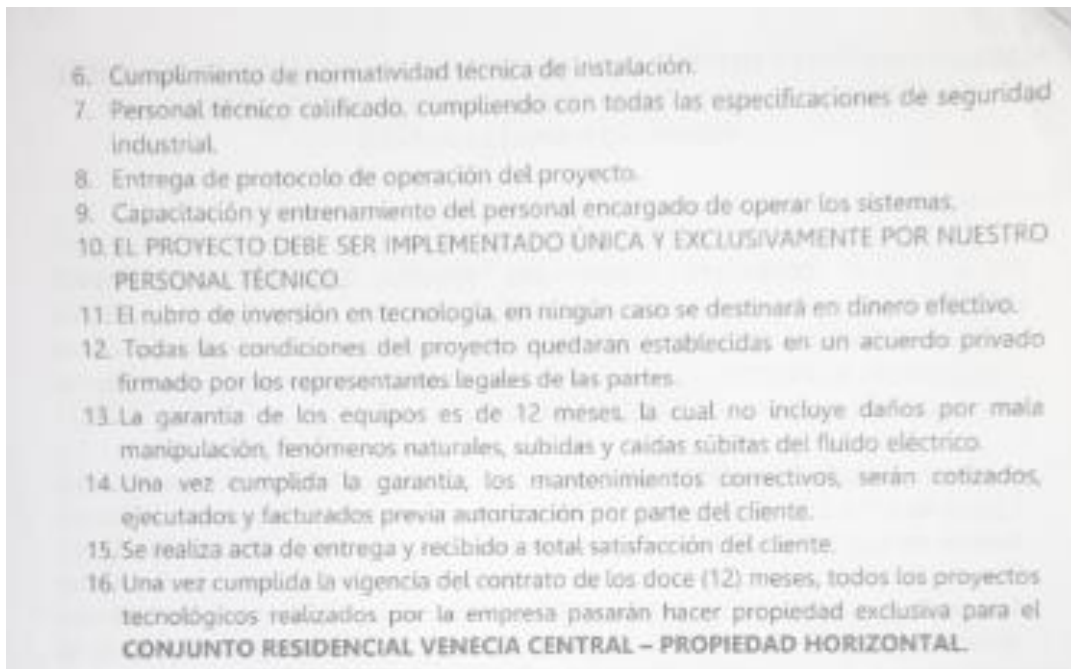 6. Cumplimiento de normatividad técnica de instalación.
7. Personal técnico calificado, cumpliendo con todas las especificaciones de seguridad
industrial.
8. Entrega de protocolo de operación del proyecto.
9. Capacitación y entrenamiento del personal encargado de operar los sistemas.
10. EL PROYECTO DEBE SER IMPLEMENTADO ÚNICA Y EXCLUSIVAMENTE POR NUESTRO
PERSONAL TÉCNICO.
11. El rubro de inversión en tecnología, en ningún caso se destinará en dinero efectivo.
12. Todas las condiciones del proyecto quedarán establecidas en un acuerdo privado
firmado por los representantes legales de las partes.
13. La garantía de los equipos es de 12 meses, la cual no incluye daños por mala
manipulación, fenómenos naturales, subidas y caídas súbitas del fluido eléctrico.
14. Una vez cumplida la garantía, los mantenimientos correctivos, serán cotizados,
ejecutados y facturados previa autorización por parte del cliente.
15. Se realiza acta de entrega y recibido a total satisfacción del cliente.
16. Una vez cumplida la vigencia del contrato de los doce (12) meses, todos los proyectos
tecnológicos realizados por la empresa pasarán hacer propiedad exclusiva para el
CONJUNTO RESIDENCIAL VENECIA CENTRAL – PROPIEDAD HORIZONTAL.